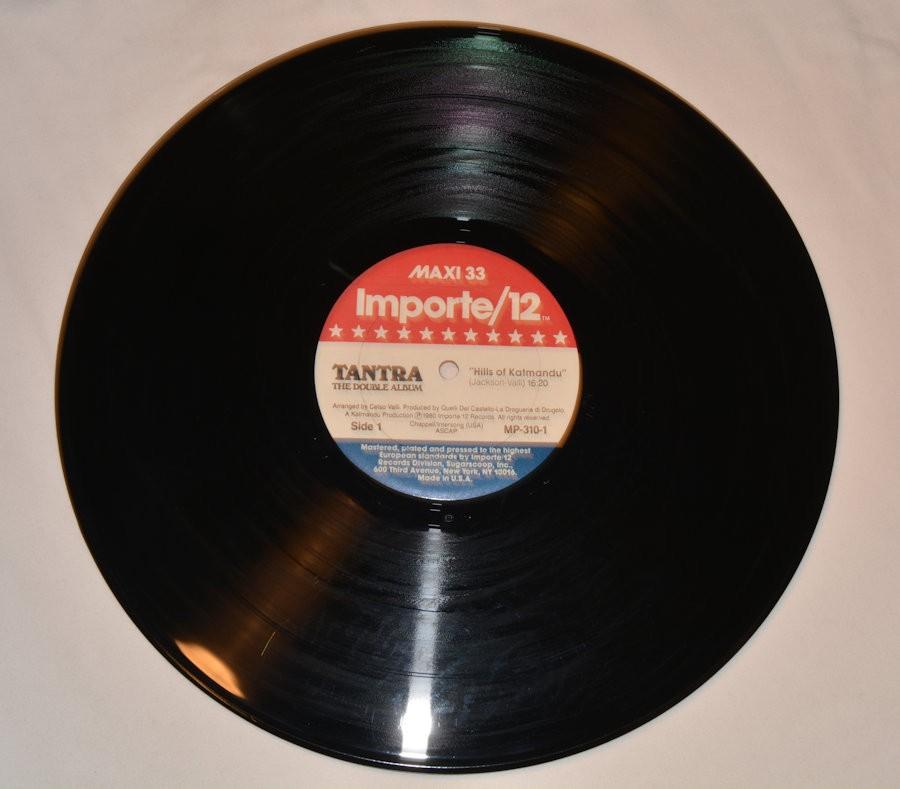 MAXI 33
Importe/12 TM
TANTRA
THE DOUBLE ALBUM
"Hills of Katmandu"
(Jackson-Valli) 16:20
Arranged by Celso Valli. Produced by Quelli Del Castello-La Drogueria di Drugolo.
A Katmandu Production Ⓟ 1980 Importe 12 Records. All rights reserved.
Side 1
Chappell/Intersong (USA)
ASCAP
MP-310-1
Mastered, plated and pressed to the highest
European standards by Importe 12
Records Division, Sugarscoop, Inc.,
600 Third Avenue, New York, NY 10016.
Made in U.S.A.